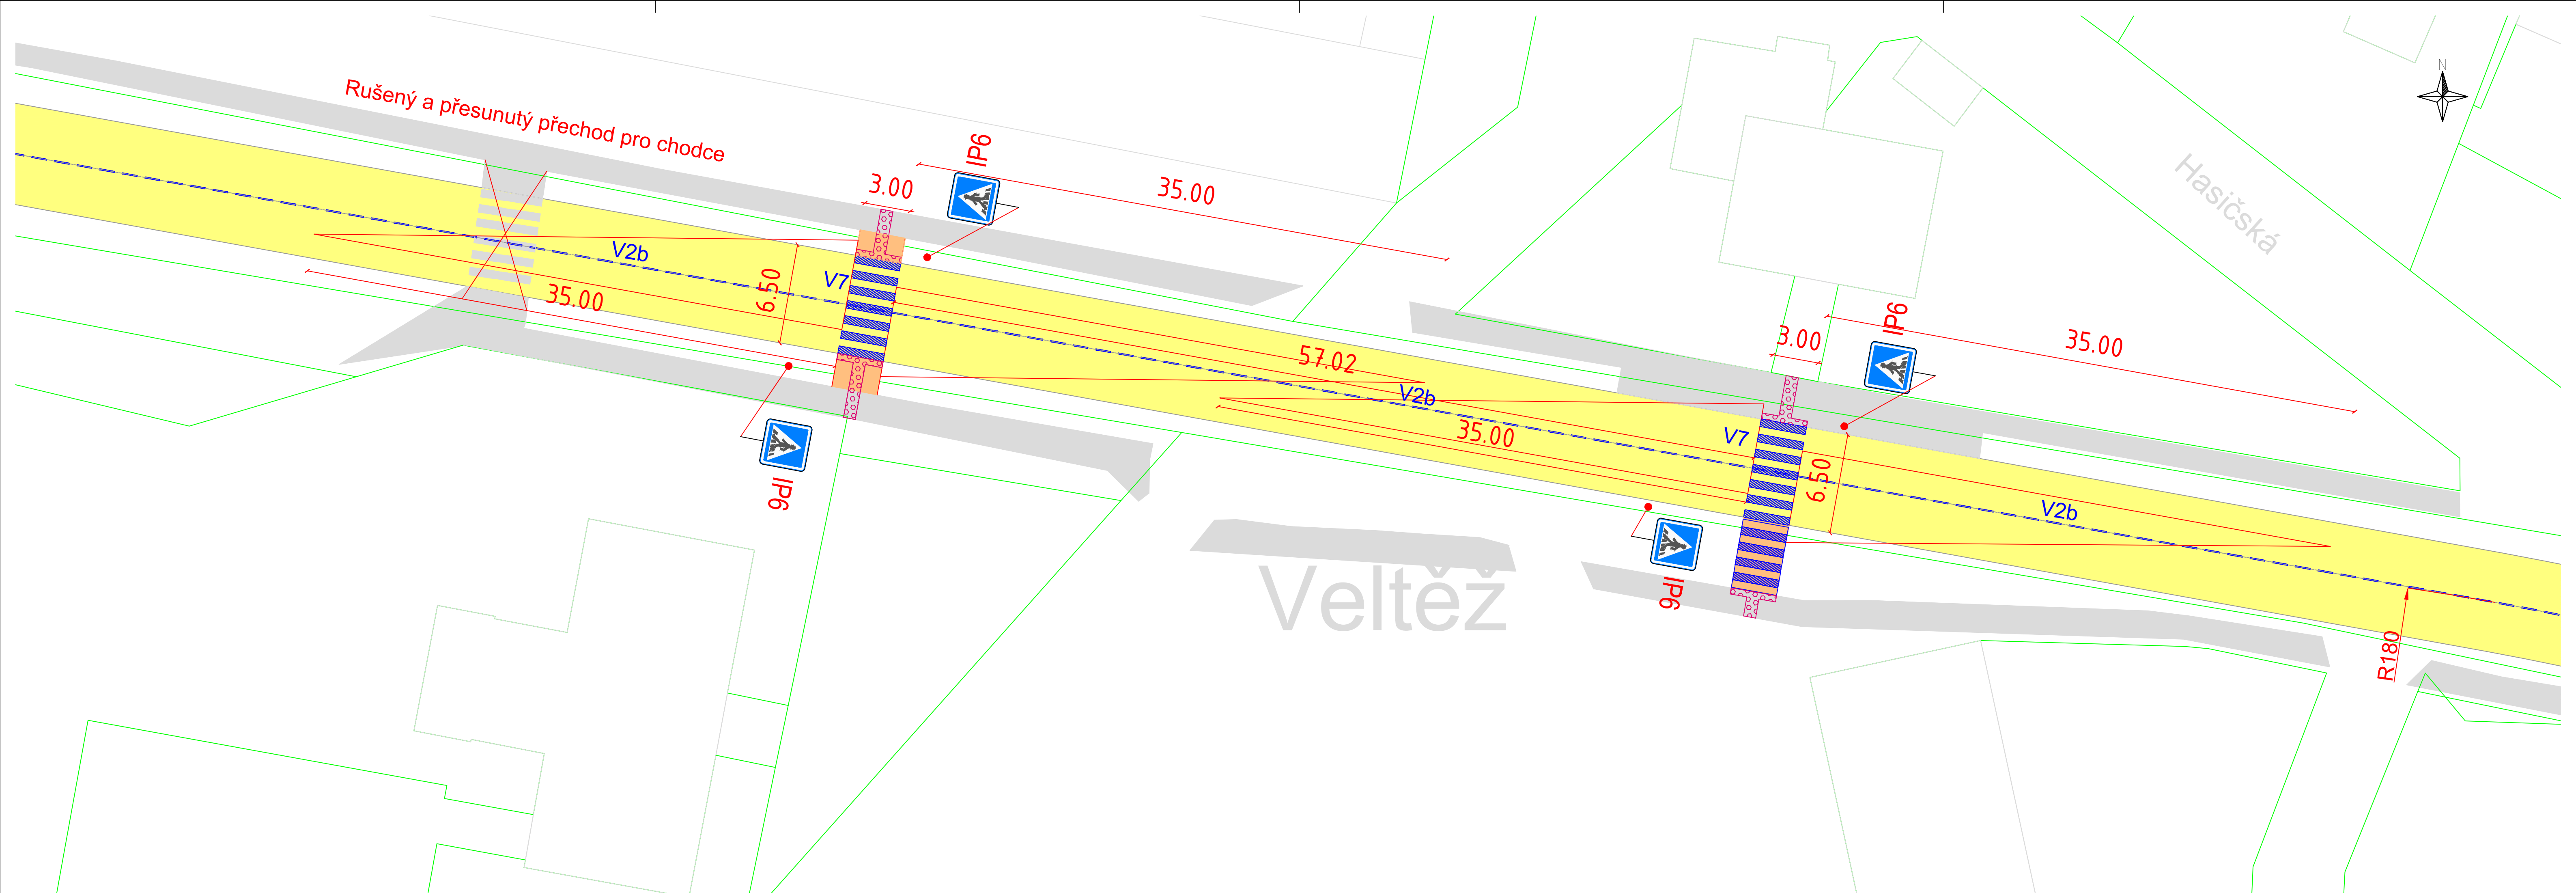 N
Rušený a přesunutý přechod pro chodce
IP6
3.00
35.00
Hasičská
V2b
V7
6.50
35.00
IP6
3.00
35.00
57.02
V2b
35.00
V7
6.50
IP6
V2b
IP6
Veltěž
IP6
R180